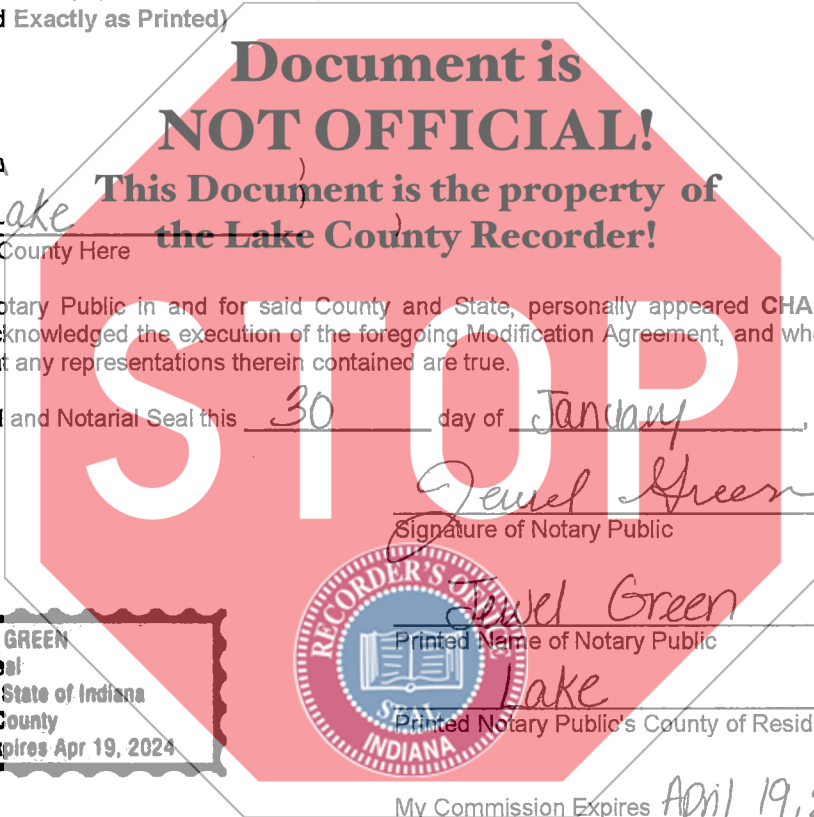 d Exactly as Printed)
Document is
NOT OFFICIAL!
This Document is the property of
the Lake County Recorder!
A )
Lake )
County Here
otary Public in and for said County and State, personally appeared CHA
cknowledged the execution of the foregoing Modification Agreement, and wh
t any representations therein contained are true.
STOP
and Notarial Seal this 30 day of January,
Jewel Green
Signature of Notary Public
Jewel Green
Printed Name of Notary Public
Lake
Printed Notary Public's County of Resid
My Commission Expires April 19, 2
RECORDER'S OFFICE
SEAL
INDIANA
GREEN
eal
State of Indiana
County
pires Apr 19, 2024